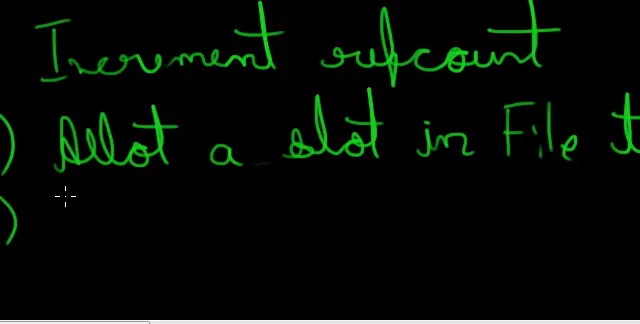 Increment refcount
) Allot a slot in File t
)